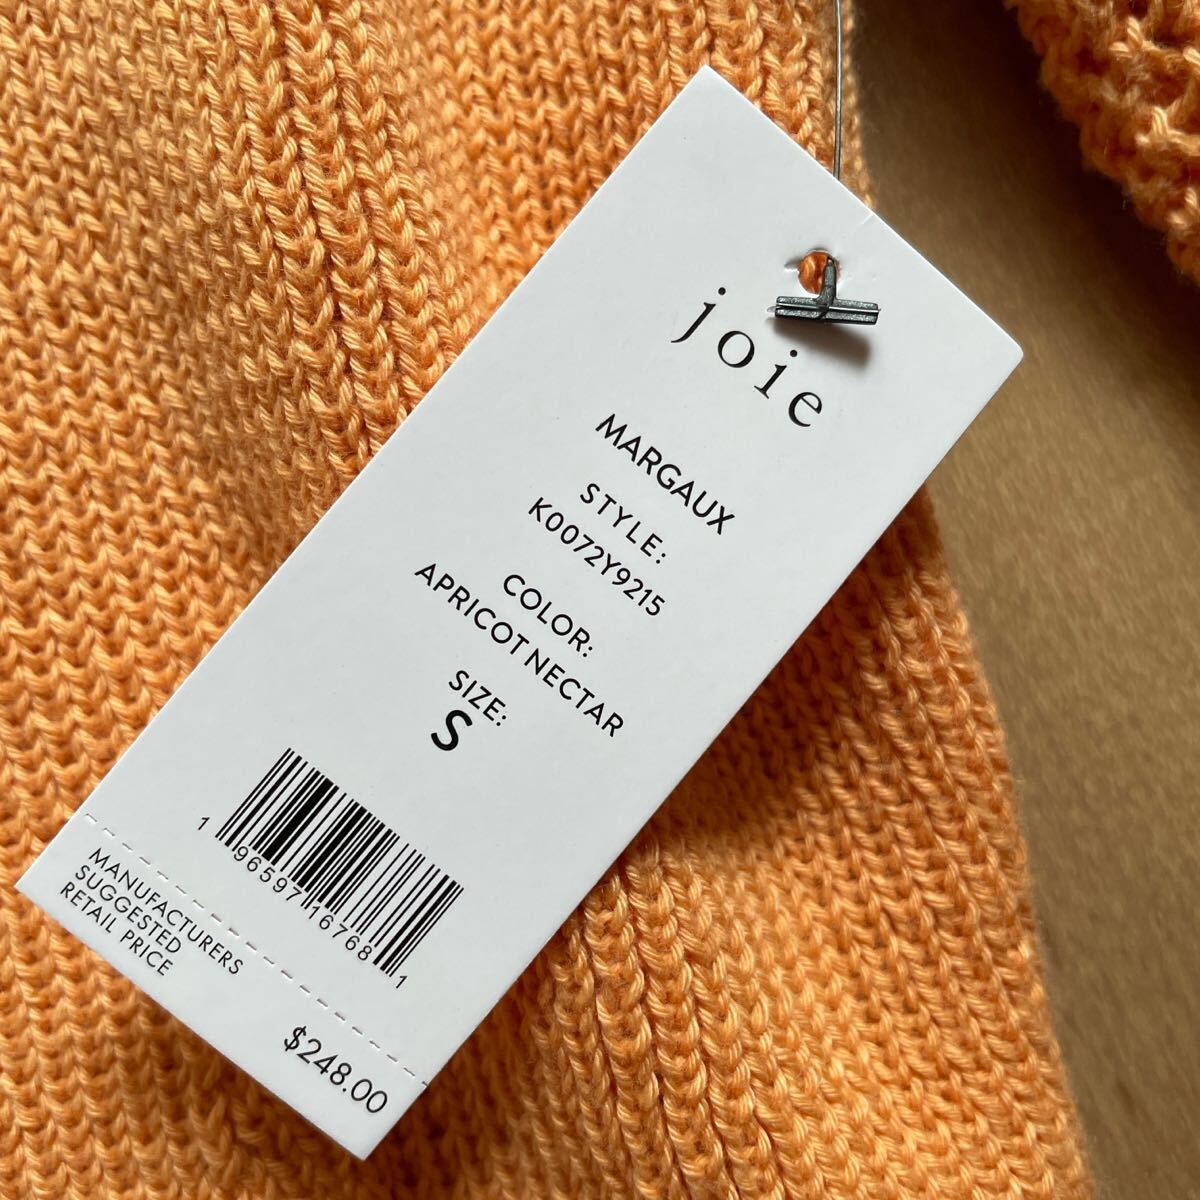 joie
MARGAUX
STYLE:
K0072Y9215
COLOR:
APRICOT NECTAR
SIZE:
S
1 96597 16768 1
MANUFACTURERS
SUGGESTED
RETAIL PRICE
$248.00